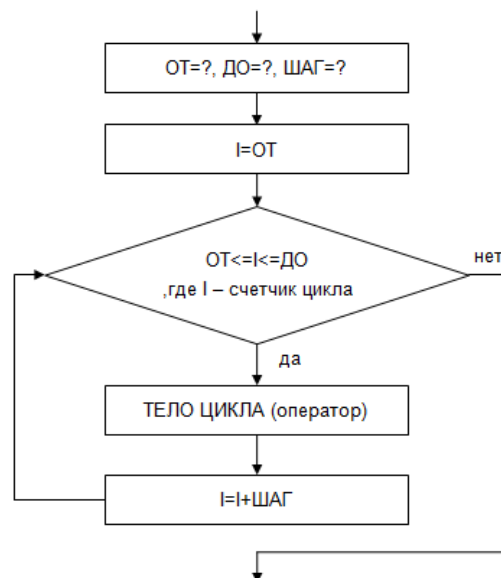 ОТ=?, ДО=?, ШАГ=?
I=ОТ
ОТ<=I<=ДО
,где I – счетчик цикла
нет
да
ТЕЛО ЦИКЛА (оператор)
I=I+ШАГ